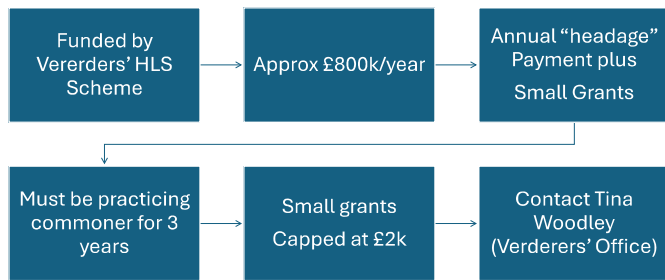 Funded by
Vererders’ HLS
Scheme
Approx £800k/year
Annual “headage”
Payment plus
Small Grants
Must be practicing
commoner for 3
years
Small grants
Capped at £2k
Contact Tina
Woodley
(Verderers’ Office)